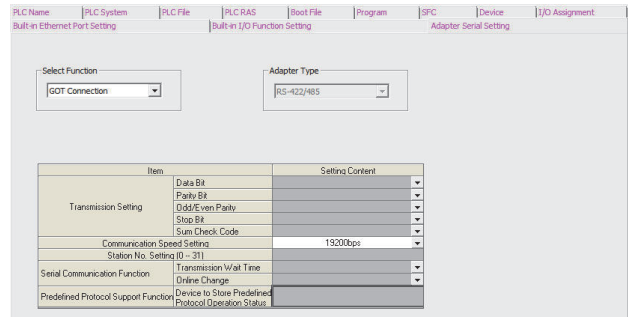 PLC Name PLC System PLC File PLC RAS Boot File Program SFC Device I/O Assignment
Built-in Ethernet Port Setting Built-in I/O Function Setting Adapter Serial Setting
Select Function Adapter Type
GOT Connection RS-422/485
Item Setting Content
Transmission Setting Data Bit
Parity Bit
Odd/Even Parity
Stop Bit
Sum Check Code
Communication Speed Setting 19200bps
Station No. Setting (0 – 31)
Serial Communication Function Transmission Wait Time
Online Change
Predefined Protocol Support Function Device to Store Predefined
Protocol Operation Status